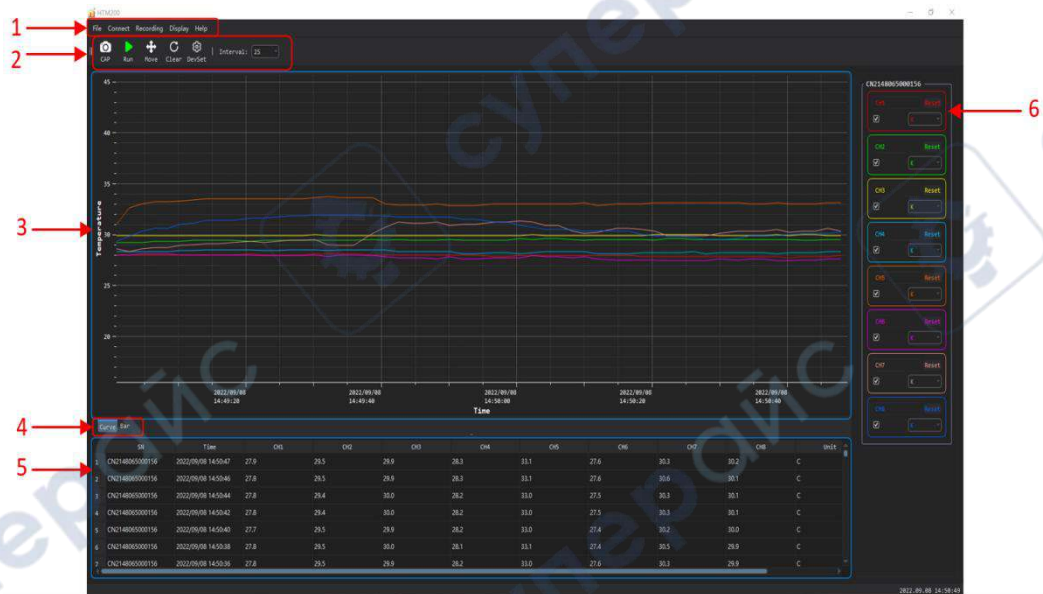 HTM200
1
File Connect Recording Display Help
2
CAP Run Move Clear DevSet Interval: 1S
3
Temperature
45
40
35
30
25
20
2022/09/08 14:49:20
2022/09/08 14:49:40
2022/09/08 14:50:00
2022/09/08 14:50:20
2022/09/08 14:50:40
Time
CN2148065000156
6
CH1 Reset
K
CH2 Reset
K
CH3 Reset
K
CH4 Reset
K
CH5 Reset
K
CH6 Reset
K
CH7 Reset
K
CH8 Reset
K
4
Curve Bar
5
SN Time CH1 CH2 CH3 CH4 CH5 CH6 CH7 CH8 Unit
1 CN2148065000156 2022/09/08 14:50:47 27.9 29.5 29.9 28.3 33.1 27.6 30.3 30.2 C
2 CN2148065000156 2022/09/08 14:50:46 27.8 29.5 29.9 28.3 33.1 27.6 30.6 30.1 C
3 CN2148065000156 2022/09/08 14:50:44 27.8 29.4 30.0 28.2 33.0 27.5 30.3 30.1 C
4 CN2148065000156 2022/09/08 14:50:42 27.8 29.4 30.0 28.2 33.0 27.5 30.3 30.1 C
5 CN2148065000156 2022/09/08 14:50:40 27.7 29.5 29.9 28.2 33.0 27.4 30.2 30.0 C
6 CN2148065000156 2022/09/08 14:50:38 27.8 29.5 30.0 28.1 33.1 27.4 30.5 29.9 C
7 CN2148065000156 2022/09/08 14:50:36 27.8 29.5 30.0 28.2 33.0 27.6 30.3 29.9 C
2022.09.08 14:50:49
суперайс